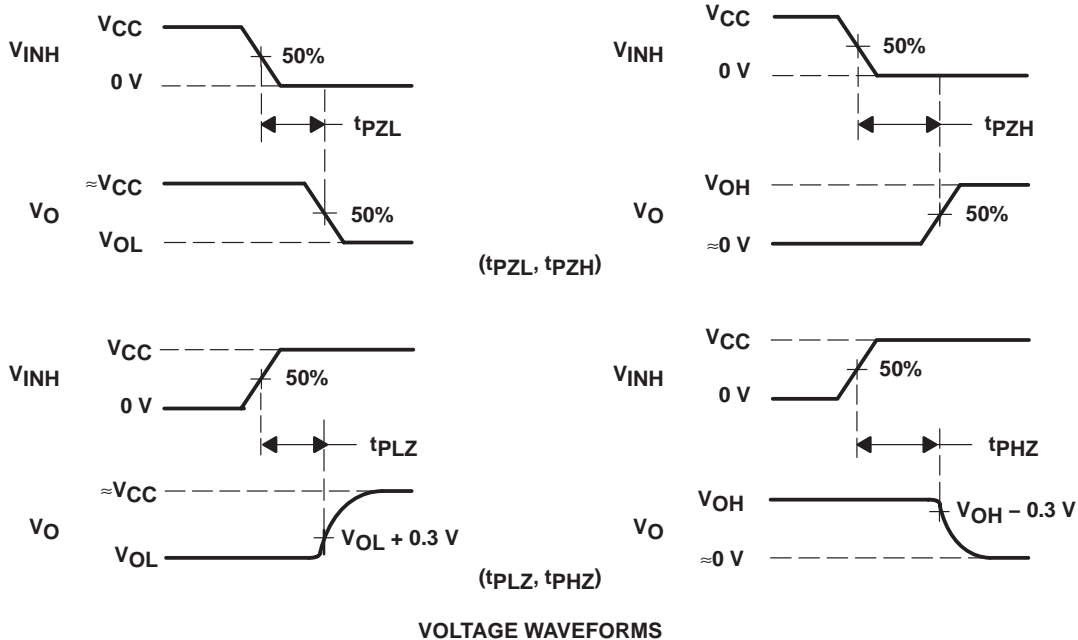 VCC
VINH
50%
0 V
tPZL
≈VCC
VO
50%
VOL
VCC
VINH
50%
0 V
tPZH
VOH
VO
50%
≈0 V
(tPZL, tPZH)
VCC
VINH
50%
0 V
tPLZ
≈VCC
VO
VOL + 0.3 V
VOL
VCC
VINH
50%
0 V
tPHZ
VOH
VOH – 0.3 V
VO
≈0 V
(tPLZ, tPHZ)
VOLTAGE WAVEFORMS